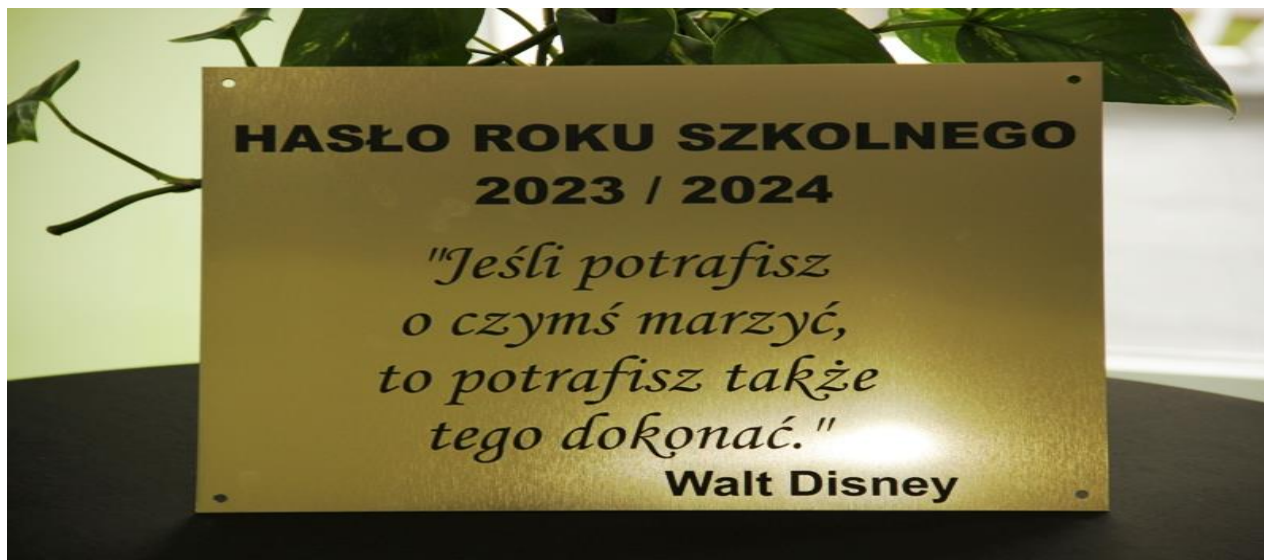 HASŁO ROKU SZKOLNEGO
2023 / 2024
"Jeśli potrafisz
o czymś marzyć,
to potrafisz także
tego dokonać."
Walt Disney